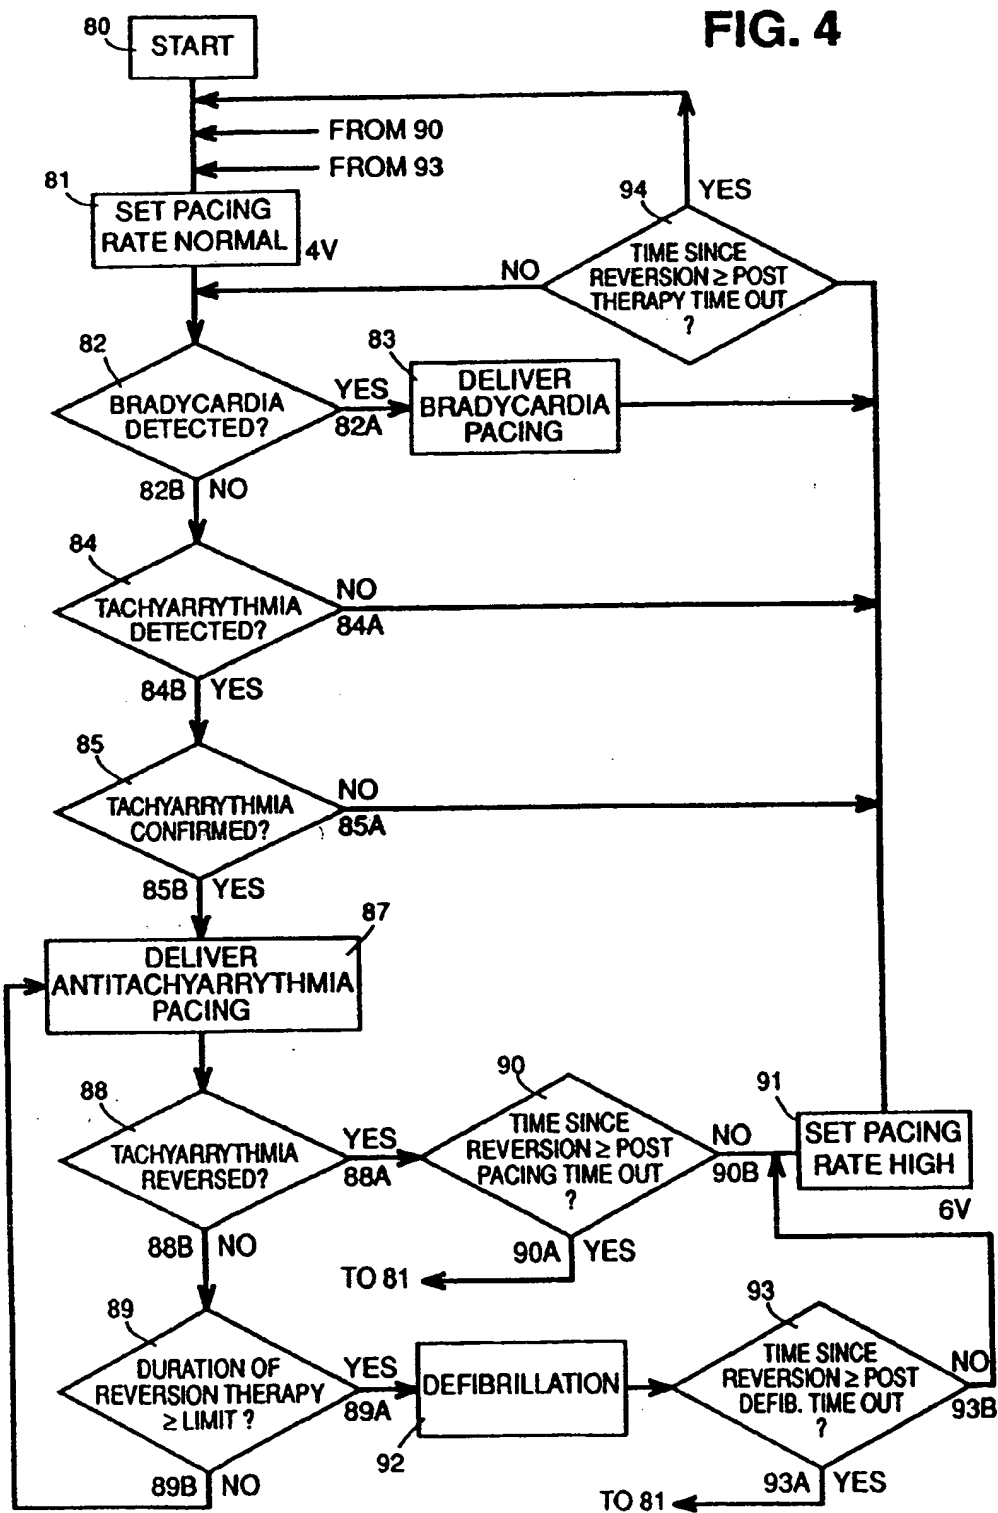 FIG. 4
80
START
FROM 90
FROM 93
81
SET PACING
RATE NORMAL
4V
94
YES
TIME SINCE
REVERSION ≥ POST
THERAPY TIME OUT
?
NO
82
BRADYCARDIA
DETECTED?
YES
82A
83
DELIVER
BRADYCARDIA
PACING
82B NO
84
TACHYARRYTHMIA
DETECTED?
NO
84A
84B YES
85
TACHYARRYTHMIA
CONFIRMED?
NO
85A
85B YES
87
DELIVER
ANTITACHYARRYTHMIA
PACING
88
TACHYARRYTHMIA
REVERSED?
YES
88A
90
TIME SINCE
REVERSION ≥ POST
PACING TIME OUT
?
NO
90B
91
SET PACING
RATE HIGH
6V
88B NO
90A YES
TO 81
89
DURATION OF
REVERSION THERAPY
≥ LIMIT ?
YES
89A
DEFIBRILLATION
92
93
TIME SINCE
REVERSION ≥ POST
DEFIB. TIME OUT
?
NO
93B
89B NO
93A YES
TO 81